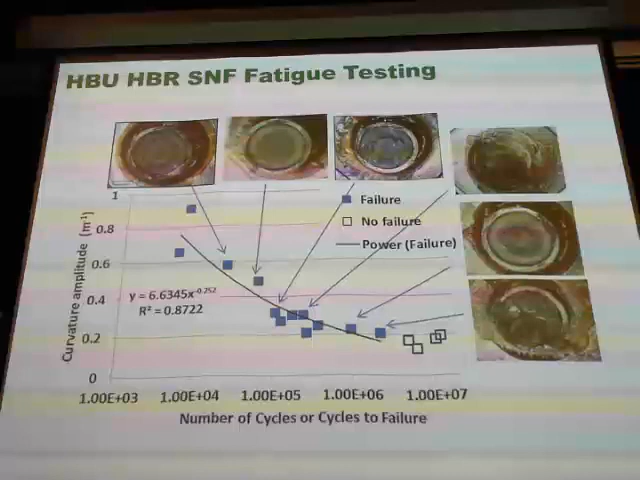 HBU HBR SNF Fatigue Testing
Failure
No failure
Power (Failure)
y = 6.6345x^-0.252
R² = 0.8722
Curvature amplitude (m⁻¹)
1
0.8
0.6
0.4
0.2
0
1.00E+03 1.00E+04 1.00E+05 1.00E+06 1.00E+07
Number of Cycles or Cycles to Failure